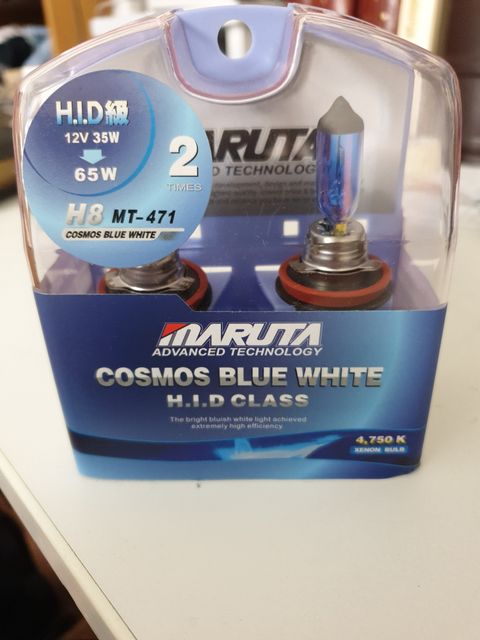 H.I.D級
12V 35W
65W
2
TIMES
H8 MT-471
COSMOS BLUE WHITE
MARUTA
ADVANCED TECHNOLOGY
MARUTA
ADVANCED TECHNOLOGY
COSMOS BLUE WHITE
H.I.D CLASS
The bright bluish white light achieved
extremely high efficiency.
4,750 K
XENON BULB